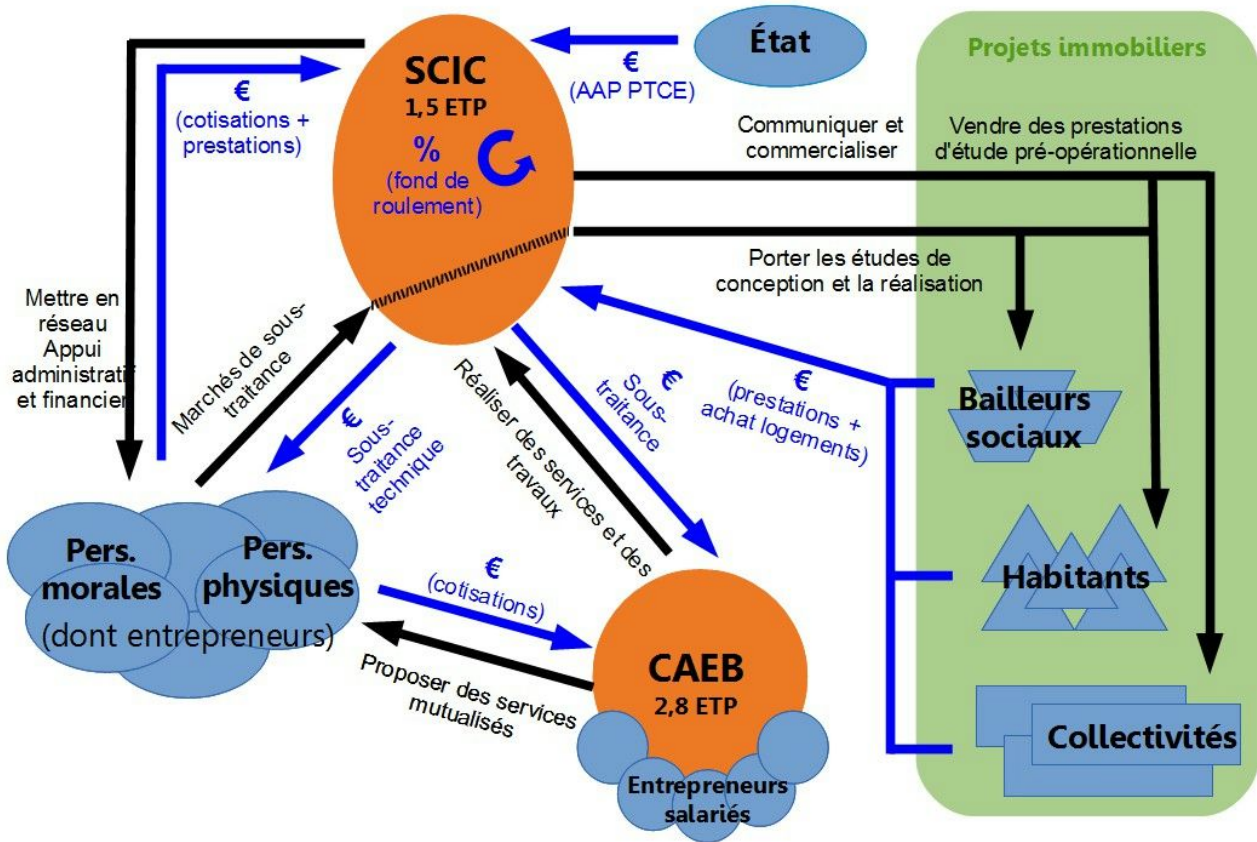 État
€
(AAP PTCE)
SCIC
1,5 ETP
%
(fond de
roulement)
€
(cotisations +
prestations)
Projets immobiliers
Communiquer et
commercialiser
Vendre des prestations
d'étude pré-opérationnelle
Porter les études de
conception et la réalisation
Mettre en
réseau
Appui
administratif
et financier
Marchés de sous-
traitance
€
Sous-
traitance
technique
Réaliser des services et des
travaux
€
Sous-
traitance
€
(prestations +
achat logements)
Bailleurs
sociaux
Habitants
Collectivités
Pers.
morales
Pers.
physiques
(dont entrepreneurs)
€
(cotisations)
Proposer des services
mutualisés
CAEB
2,8 ETP
Entrepreneurs
salariés